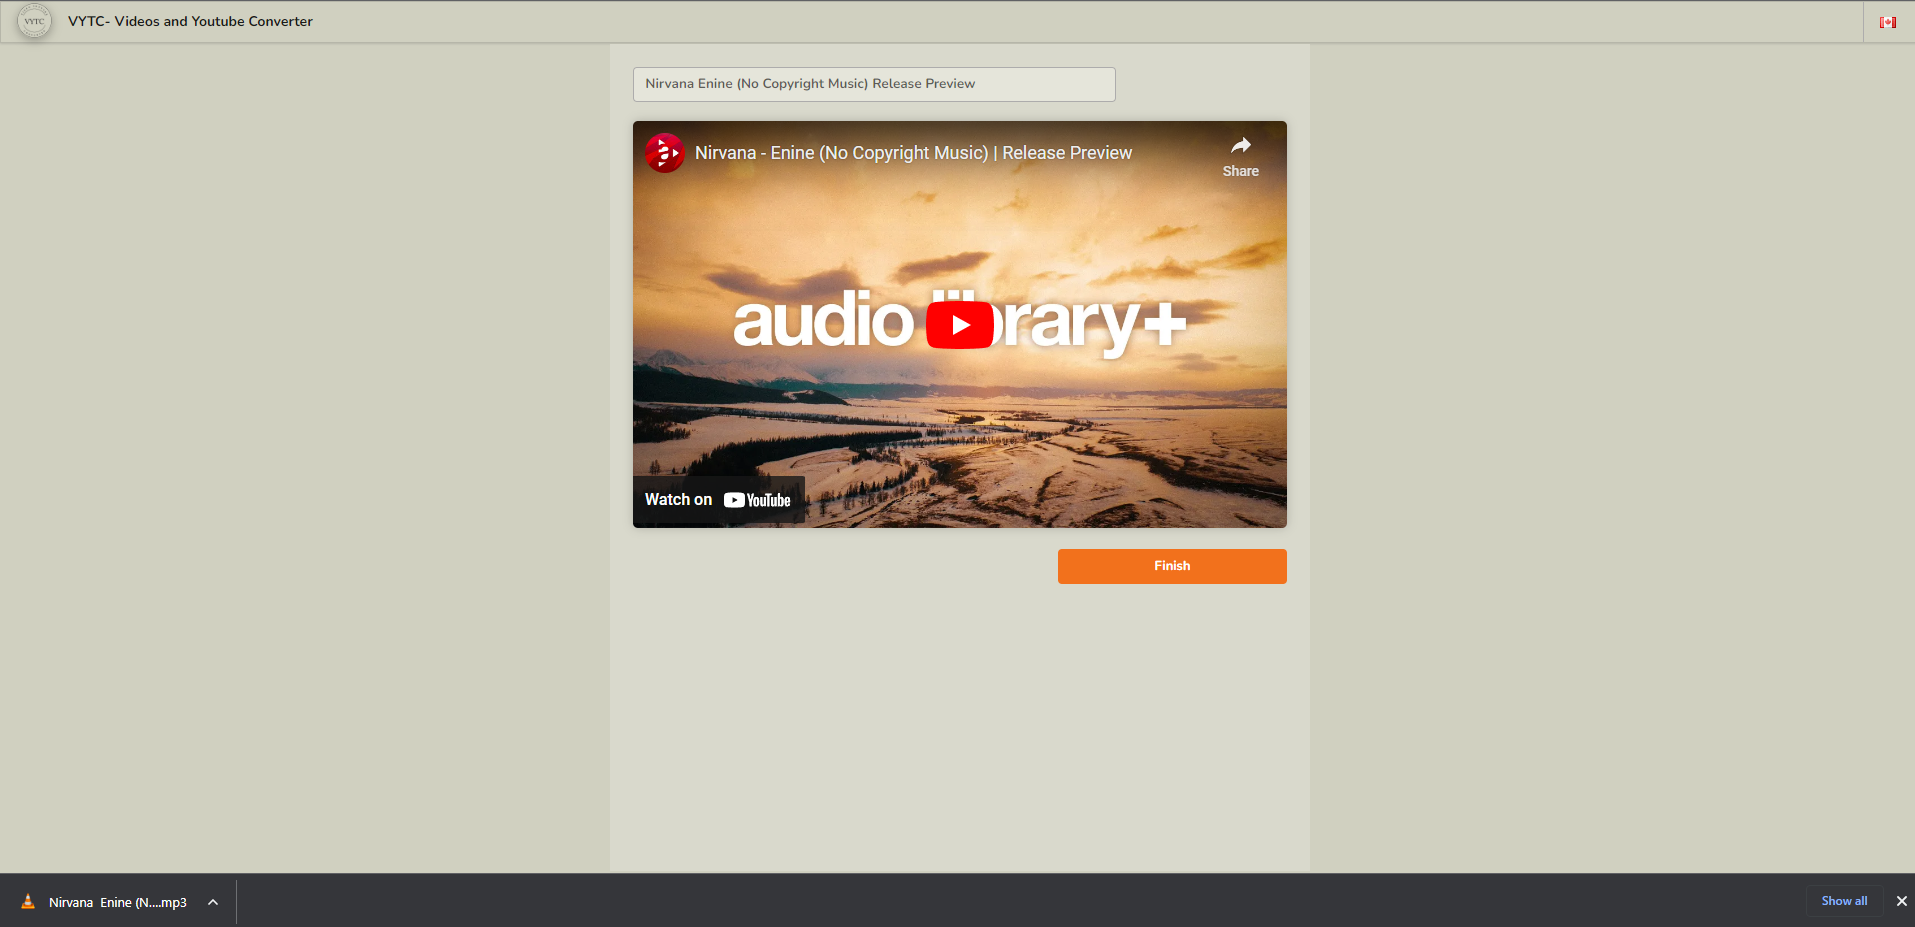 VYTC
VYTC- Videos and Youtube Converter
Nirvana Enine (No Copyright Music) Release Preview
Nirvana - Enine (No Copyright Music) | Release Preview
Share
audio rary+
Watch on YouTube
Finish
Nirvana Enine (N....mp3
Show all